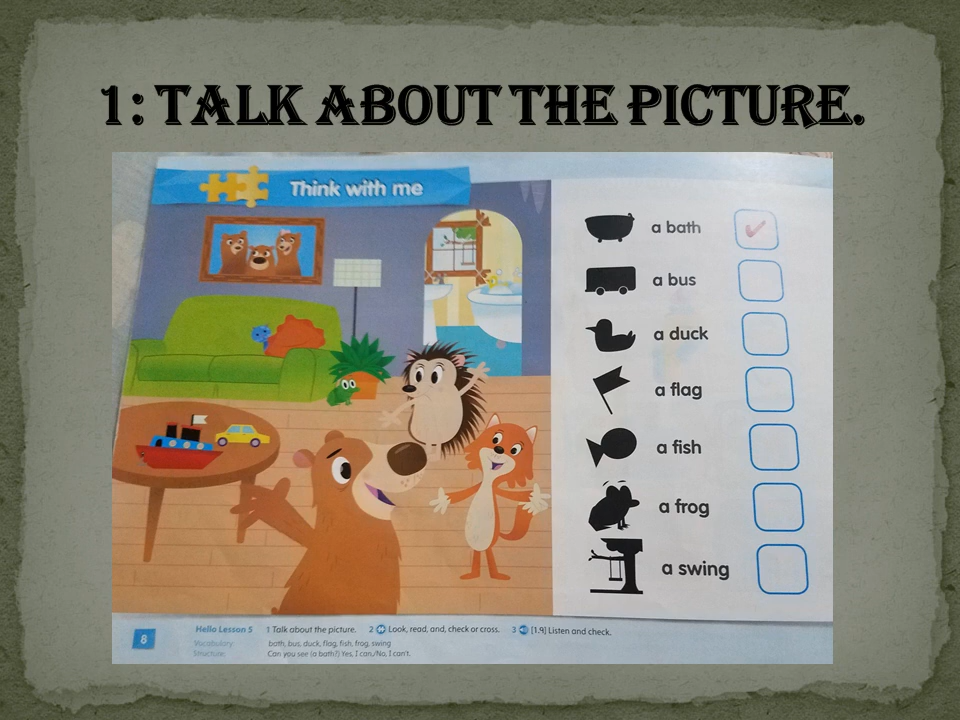 1: TALK ABOUT THE PICTURE.
Think with me
a bath
a bus
a duck
a flag
a fish
a frog
a swing
8
Hello Lesson 5 1 Talk about the picture. 2 Look, read, and, check or cross. 3 [1.9] Listen and check.
Vocabulary: bath, bus, duck, flag, fish, frog, swing
Structure: Can you see (a bath?) Yes, I can./No, I can't.